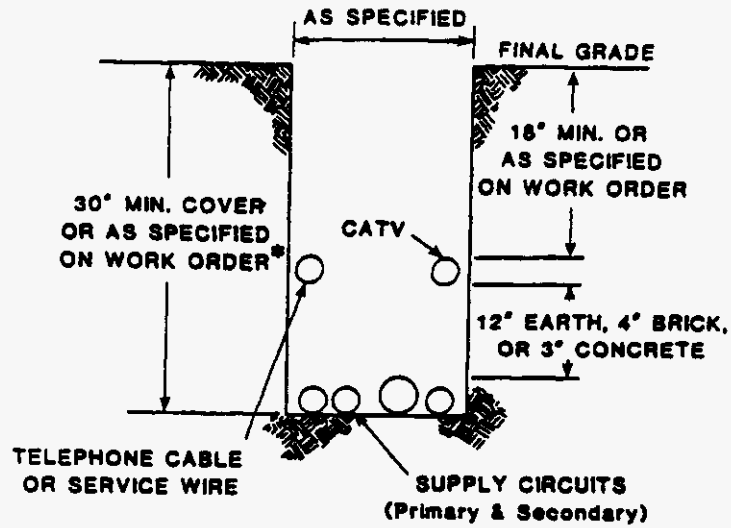 AS SPECIFIED
FINAL GRADE
18" MIN. OR
AS SPECIFIED
ON WORK ORDER
30" MIN. COVER
OR AS SPECIFIED
ON WORK ORDER*
CATV
12" EARTH, 4" BRICK,
OR 3" CONCRETE
TELEPHONE CABLE
OR SERVICE WIRE
SUPPLY CIRCUITS
(Primary & Secondary)